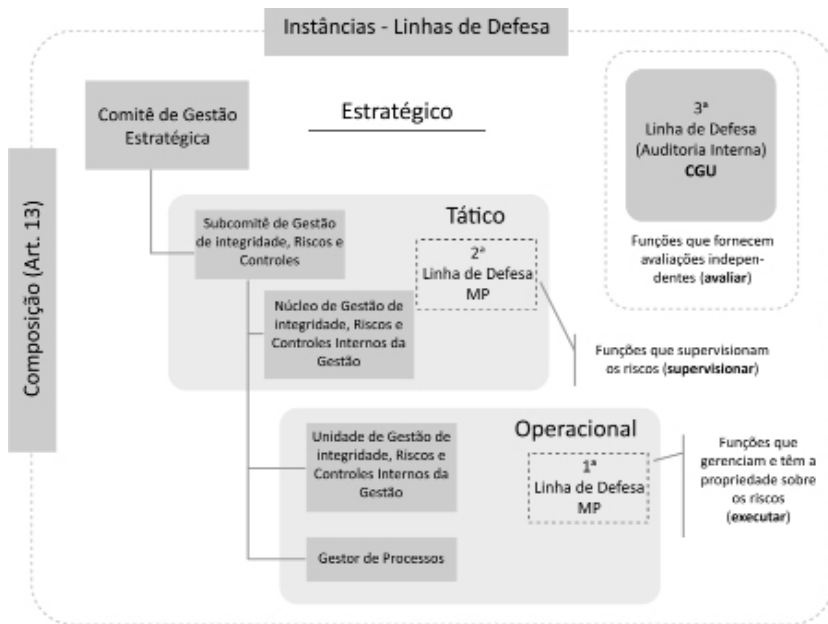 Instâncias - Linhas de Defesa
Composição (Art. 13)
Comitê de Gestão
Estratégica
Estratégico
3ª
Linha de Defesa
(Auditoria Interna)
CGU
Funções que fornecem
avaliações indepen-
dentes (avaliar)
Subcomitê de Gestão
de integridade, Riscos e
Controles
Tático
2ª
Linha de Defesa
MP
Núcleo de Gestão de
integridade, Riscos e
Controles Internos da
Gestão
Funções que supervisionam
os riscos (supervisionar)
Unidade de Gestão de
integridade, Riscos e
Controles Internos da
Gestão
Operacional
1ª
Linha de Defesa
MP
Funções que
gerenciam e têm a
propriedade sobre
os riscos
(executar)
Gestor de Processos